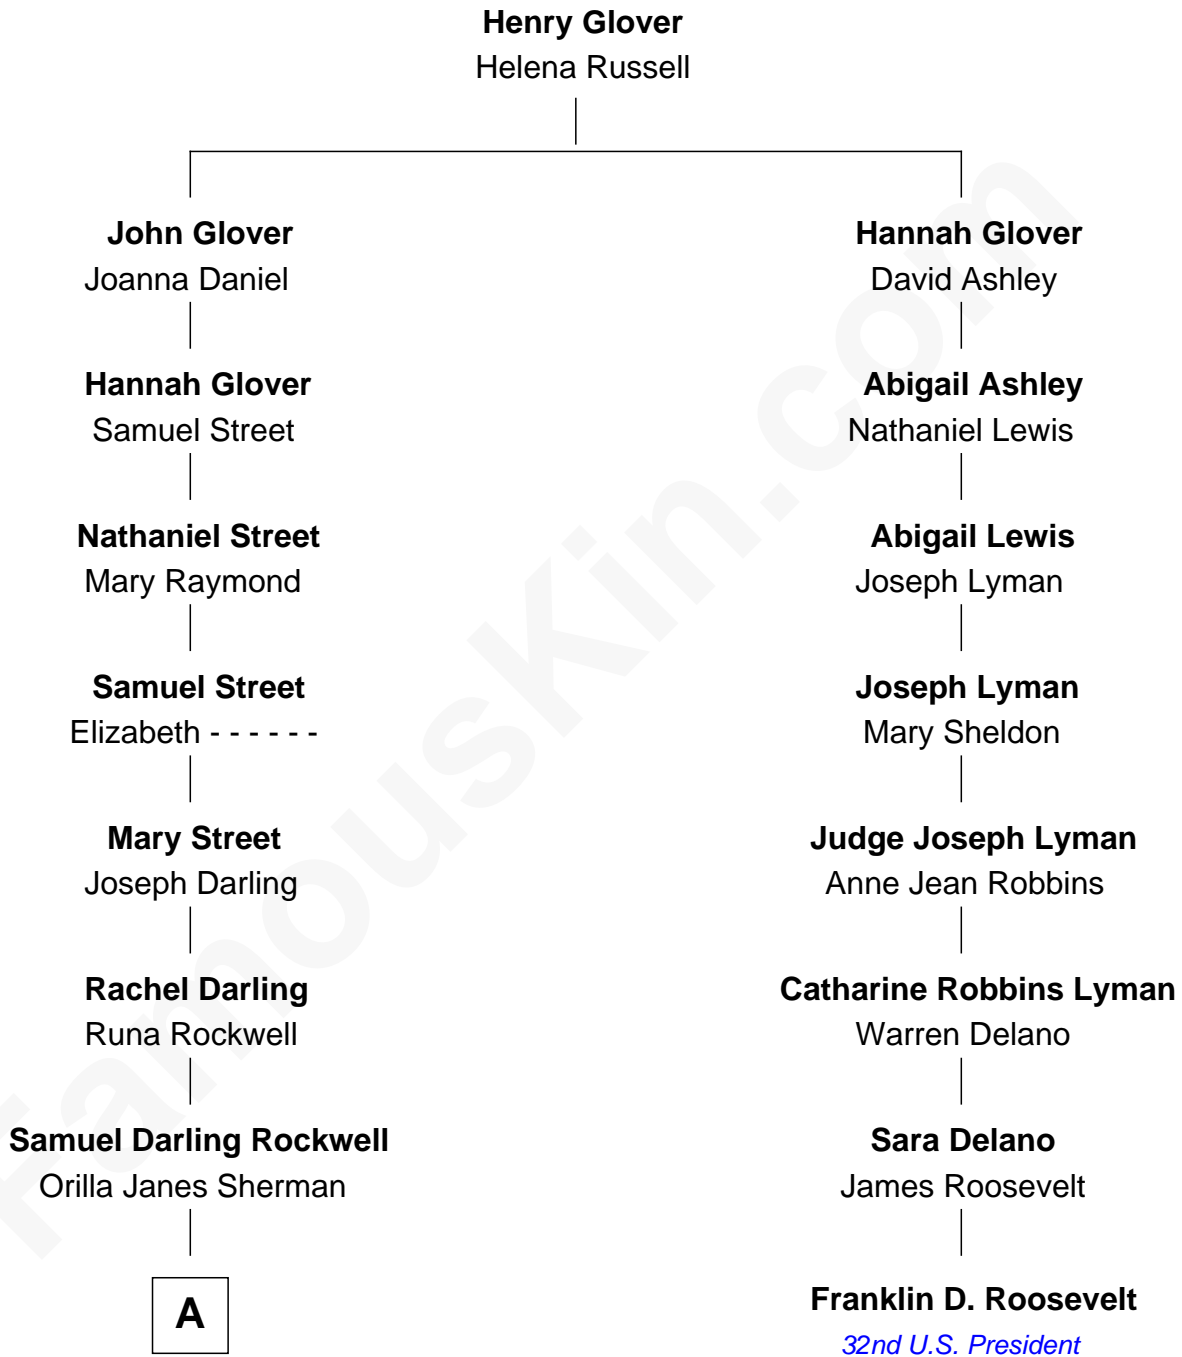 Henry Glover
Helena Russell
John Glover
Joanna Daniel
Hannah Glover
David Ashley
Hannah Glover
Samuel Street
Abigail Ashley
Nathaniel Lewis
Nathaniel Street
Mary Raymond
Abigail Lewis
Joseph Lyman
Samuel Street
Elizabeth - - - - - -
Joseph Lyman
Mary Sheldon
Mary Street
Joseph Darling
Judge Joseph Lyman
Anne Jean Robbins
Rachel Darling
Runa Rockwell
Catharine Robbins Lyman
Warren Delano
Samuel Darling Rockwell
Orilla Janes Sherman
Sara Delano
James Roosevelt
A
Franklin D. Roosevelt
32nd U.S. President
FamousKin.com